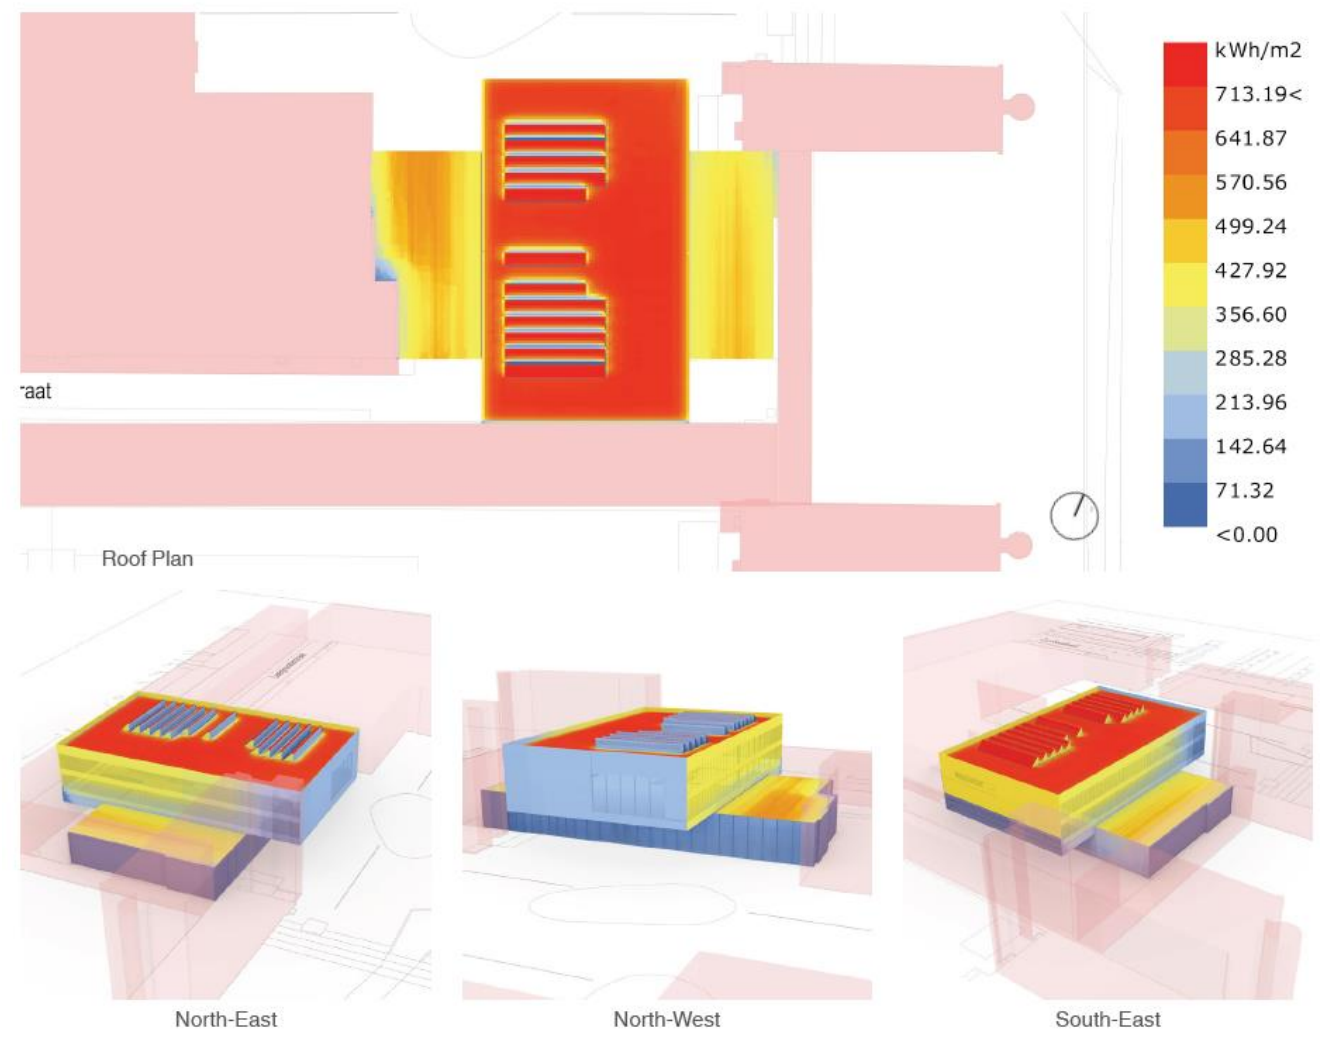 kWh/m2
713.19<
641.87
570.56
499.24
427.92
356.60
285.28
213.96
142.64
71.32
<0.00
raat
Roof Plan
North-East
North-West
South-East